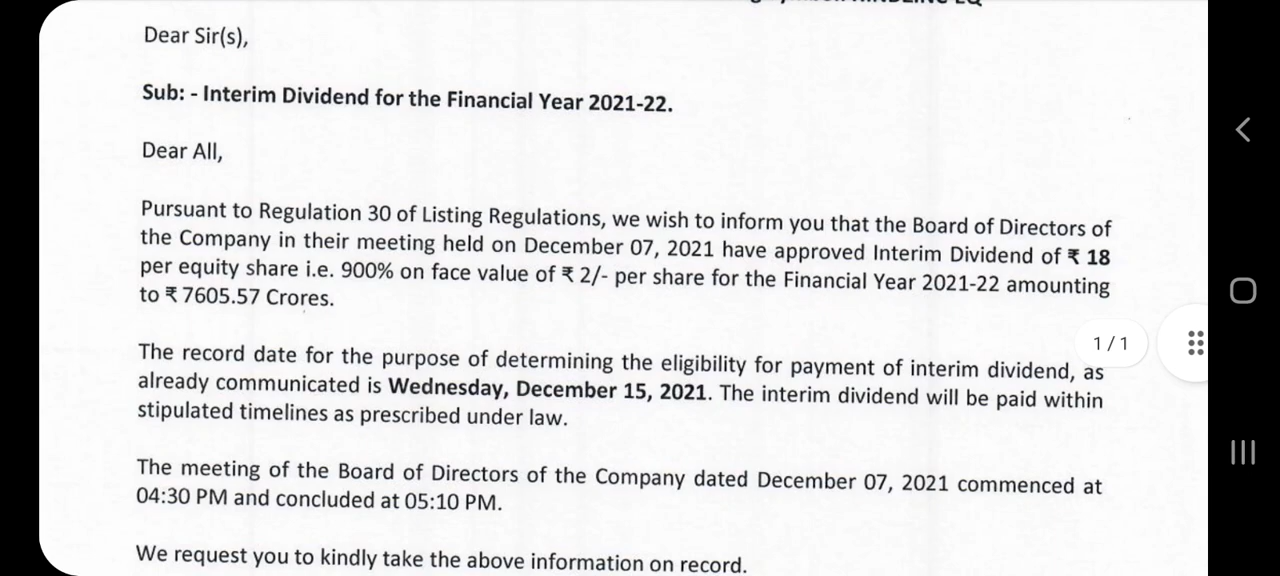 Dear Sir(s),
Sub: - Interim Dividend for the Financial Year 2021-22.
Dear All,
Pursuant to Regulation 30 of Listing Regulations, we wish to inform you that the Board of Directors of
the Company in their meeting held on December 07, 2021 have approved Interim Dividend of ₹ 18
per equity share i.e. 900% on face value of ₹ 2/- per share for the Financial Year 2021-22 amounting
to ₹ 7605.57 Crores.
1 / 1
The record date for the purpose of determining the eligibility for payment of interim dividend, as
already communicated is Wednesday, December 15, 2021. The interim dividend will be paid within
stipulated timelines as prescribed under law.
The meeting of the Board of Directors of the Company dated December 07, 2021 commenced at
04:30 PM and concluded at 05:10 PM.
We request you to kindly take the above information on record.